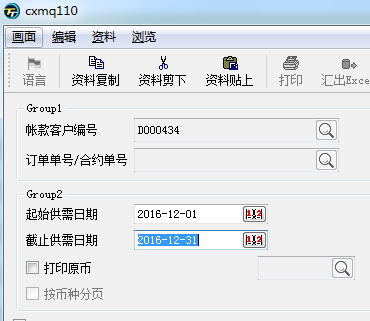 cxmq110
画面 编辑 资料 浏览
语言 资料复制 资料剪下 资料贴上 打印 汇出Exce
Group1
帐款客户编号 D000434
订单单号/合约单号
Group2
起始供需日期 2016-12-01
截止供需日期 2016-12-31
打印原币
按币种分页